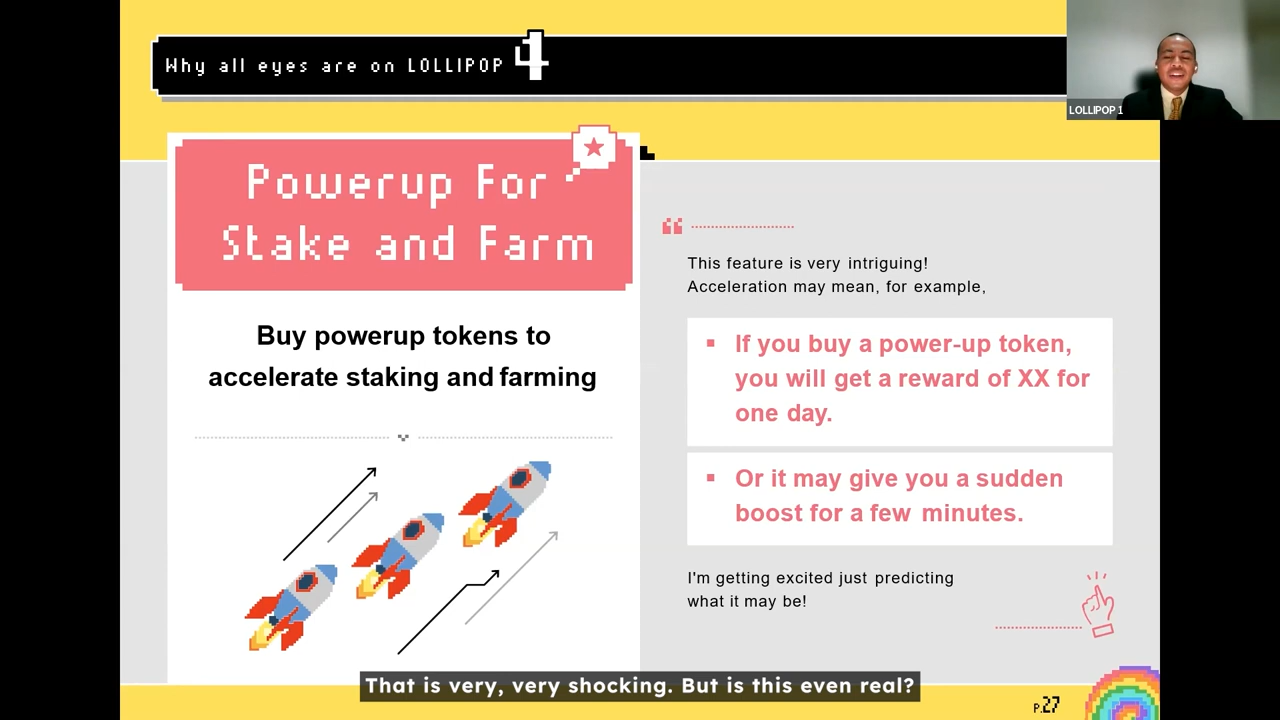 Why all eyes are on LOLLIPOP 4
LOLLIPOP 1
Powerup For
Stake and Farm
Buy powerup tokens to
accelerate staking and farming
“
This feature is very intriguing!
Acceleration may mean, for example,
▪ If you buy a power-up token,
you will get a reward of XX for
one day.
▪ Or it may give you a sudden
boost for a few minutes.
I'm getting excited just predicting
what it may be!
That is very, very shocking. But is this even real?
P.27